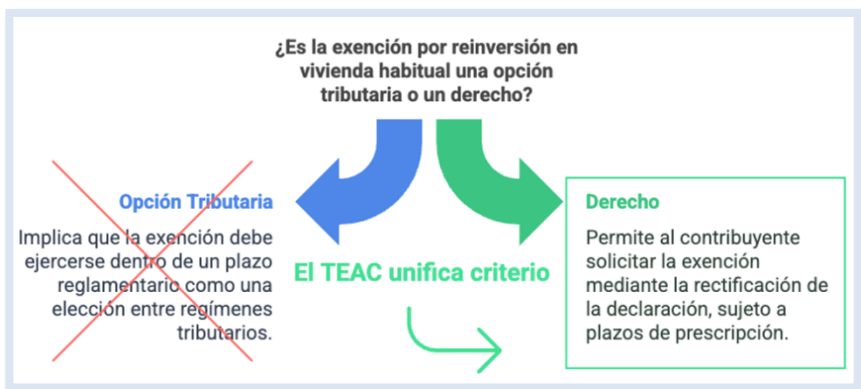 ¿Es la exención por reinversión en
vivienda habitual una opción
tributaria o un derecho?
Opción Tributaria
Implica que la exención debe
ejercerse dentro de un plazo
reglamentario como una
elección entre regímenes
tributarios.
El TEAC unifica criterio
Derecho
Permite al contribuyente
solicitar la exención
mediante la rectificación de
la declaración, sujeto a
plazos de prescripción.